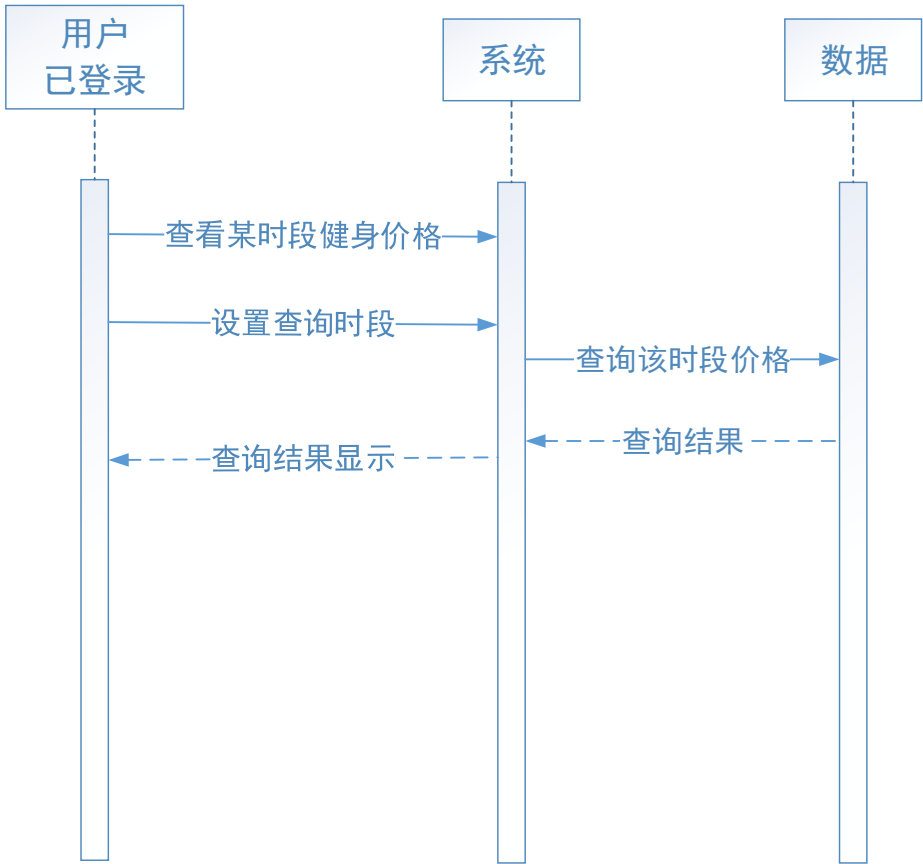 用户
已登录
系统
数据
查看某时段健身价格
设置查询时段
查询该时段价格
查询结果
查询结果显示